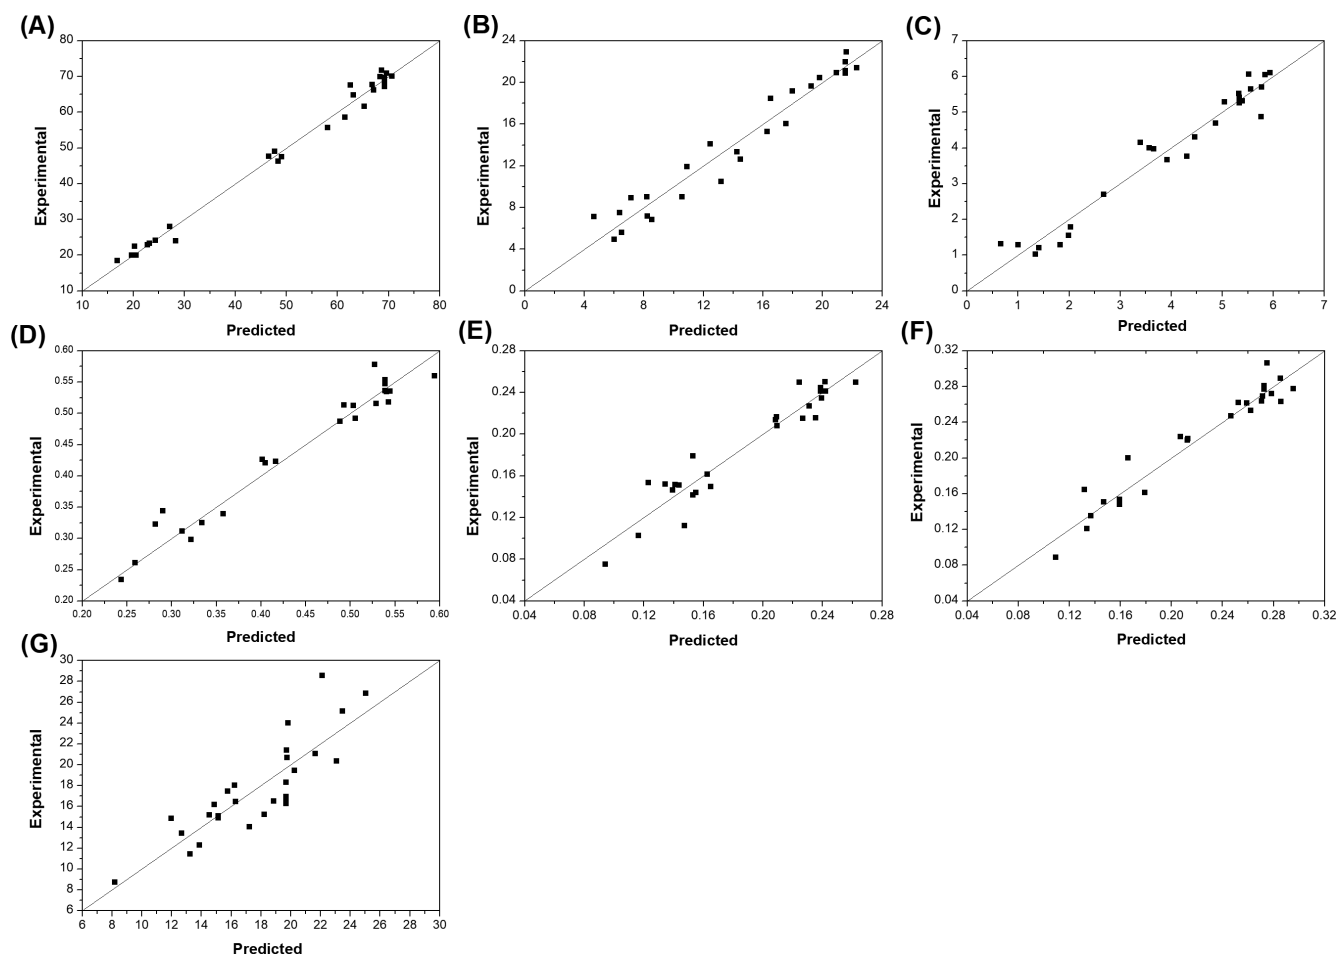 (A)
80
70
60
50
40
30
20
10
Experimental
10 20 30 40 50 60 70 80
Predicted
(B)
24
20
16
12
8
4
0
Experimental
0 4 8 12 16 20 24
Predicted
(C)
7
6
5
4
3
2
1
0
Experimental
0 1 2 3 4 5 6 7
Predicted
(D)
0.60
0.55
0.50
0.45
0.40
0.35
0.30
0.25
0.20
Experimental
0.20 0.25 0.30 0.35 0.40 0.45 0.50 0.55 0.60
Predicted
(E)
0.28
0.24
0.20
0.16
0.12
0.08
0.04
Experimental
0.04 0.08 0.12 0.16 0.20 0.24 0.28
Predicted
(F)
0.32
0.28
0.24
0.20
0.16
0.12
0.08
0.04
Experimental
0.04 0.08 0.12 0.16 0.20 0.24 0.28 0.32
Predicted
(G)
30
28
26
24
22
20
18
16
14
12
10
8
6
Experimental
6 8 10 12 14 16 18 20 22 24 26 28 30
Predicted